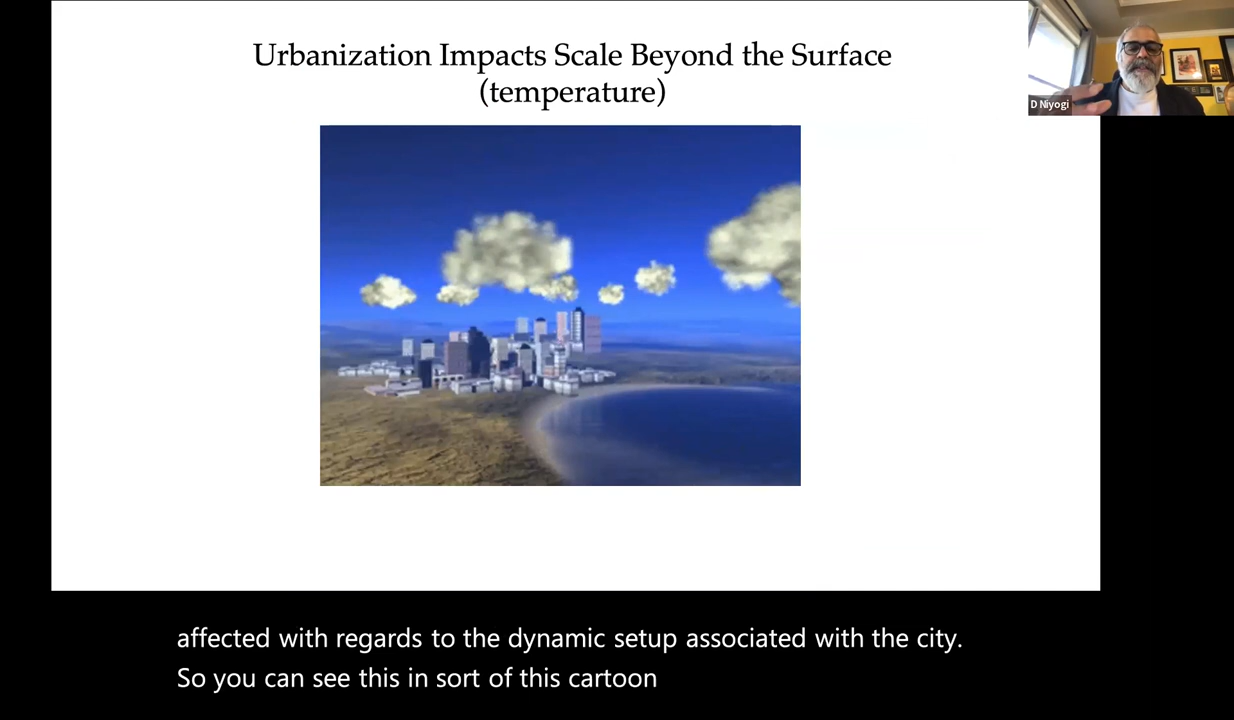 Urbanization Impacts Scale Beyond the Surface
(temperature)
D Niyogi
affected with regards to the dynamic setup associated with the city.
So you can see this in sort of this cartoon